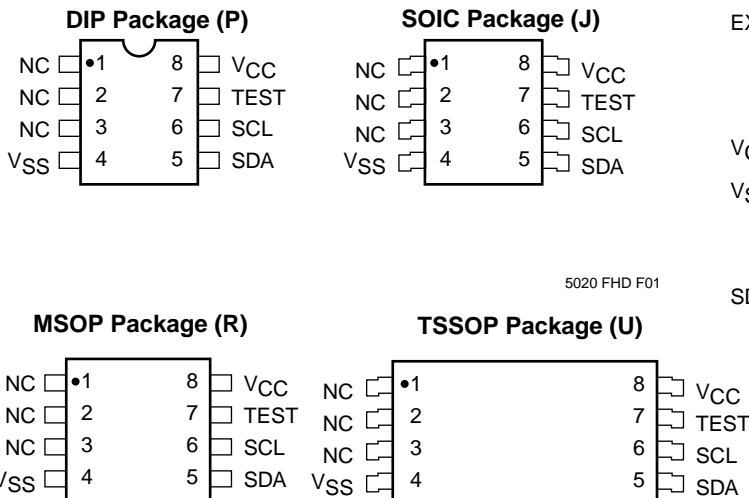 DIP Package (P)
NC •1 8 VCC
NC 2 7 TEST
NC 3 6 SCL
VSS 4 5 SDA
SOIC Package (J)
NC •1 8 VCC
NC 2 7 TEST
NC 3 6 SCL
VSS 4 5 SDA
5020 FHD F01
MSOP Package (R)
NC •1 8 VCC
NC 2 7 TEST
NC 3 6 SCL
VSS 4 5 SDA
TSSOP Package (U)
NC •1 8 VCC
NC 2 7 TEST
NC 3 6 SCL
VSS 4 5 SDA